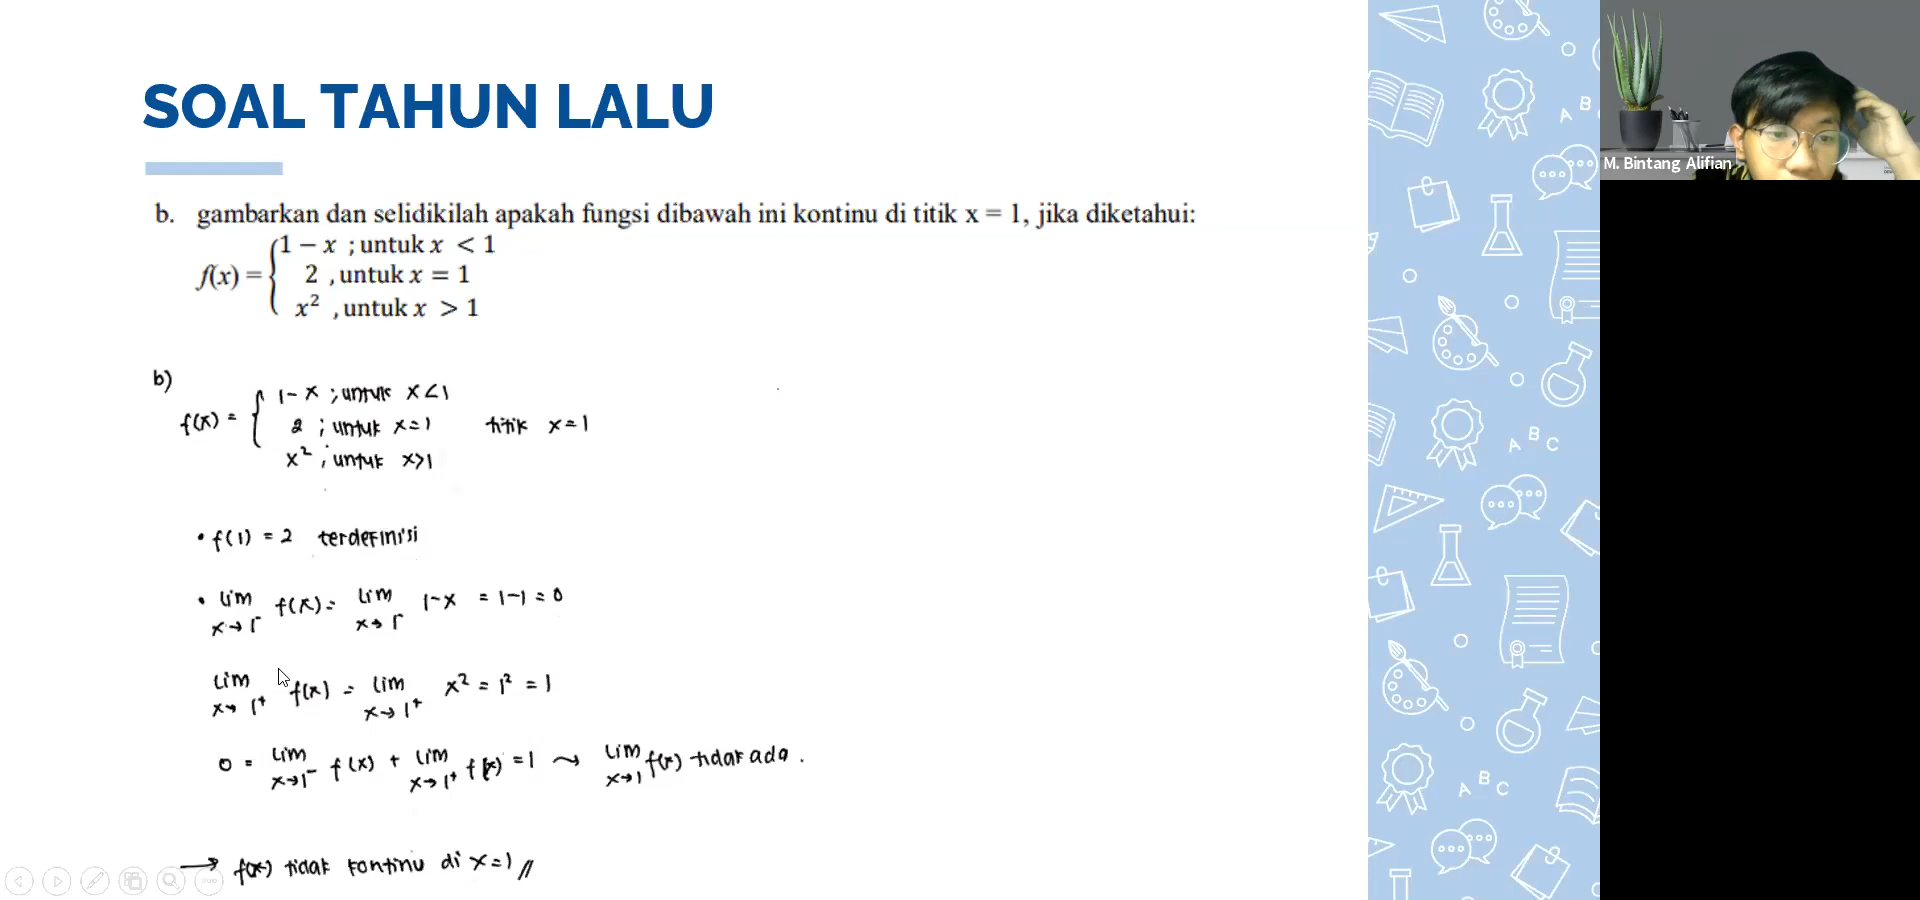 SOAL TAHUN LALU
b. gambarkan dan selidikilah apakah fungsi dibawah ini kontinu di titik x = 1, jika diketahui:
1 − x ; untuk x < 1
f(x) = { 2 , untuk x = 1
x² , untuk x > 1
b)
1 - x ; untuk x < 1
f(x) = { 2 ; untuk x = 1 titik x = 1
x² ; untuk x > 1
• f(1) = 2 terdefinisi
• lim x→1⁻ f(x) = lim x→1⁻ 1-x = 1-1 = 0
lim x→1⁺ f(x) = lim x→1⁺ x² = 1² = 1
0 = lim x→1⁻ f(x) + lim x→1⁺ f(x) = 1 ⤳ lim x→1 f(x) tidak ada.
→ f(x) tidak kontinu di x = 1 //
M. Bintang Alifian
A B
A B C
A B C